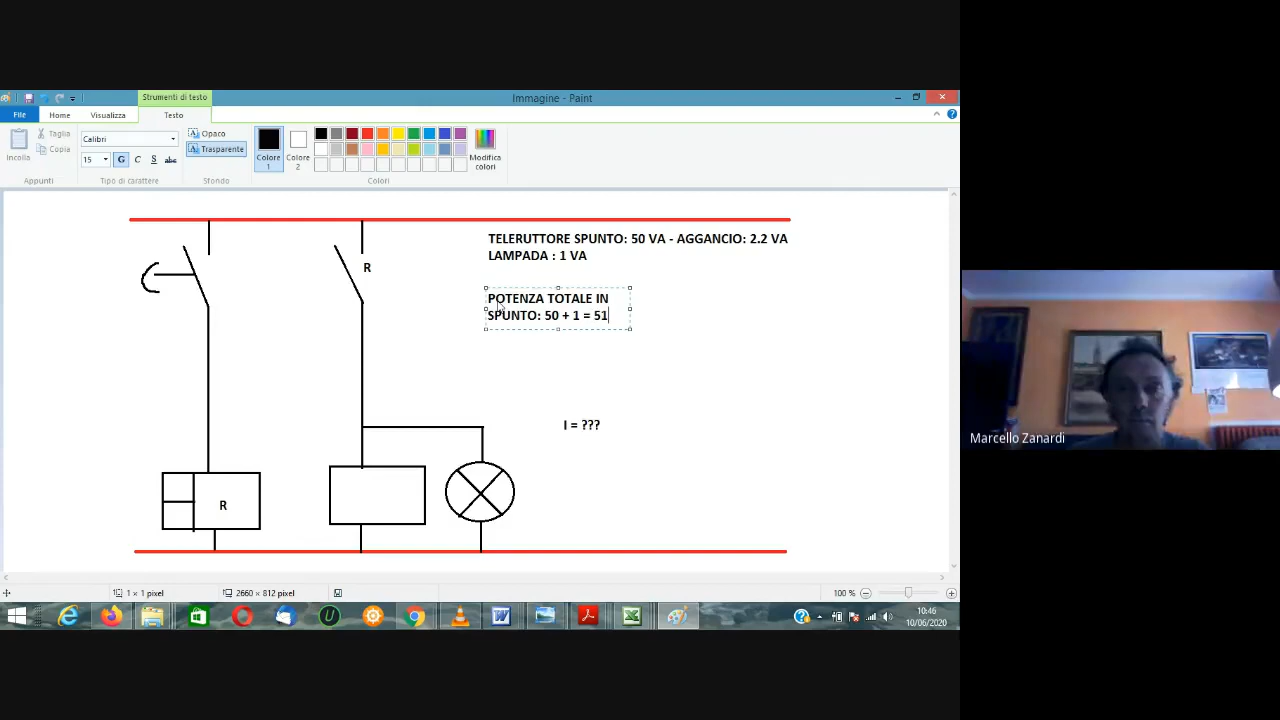 Strumenti di testo
Immagine - Paint
File
Home
Visualizza
Testo
Incolla
Taglia
Copia
Appunti
Calibri
15
G
C
S
abc
Tipo di carattere
Opaco
Trasparente
Sfondo
Colore 1
Colore 2
Modifica colori
Colori
TELERUTTORE SPUNTO: 50 VA - AGGANCIO: 2.2 VA
LAMPADA : 1 VA
R
POTENZA TOTALE IN
SPUNTO: 50 + 1 = 51
I = ???
R
Marcello Zanardi
1 × 1 pixel
2660 × 812 pixel
100 %
10:46
10/06/2020